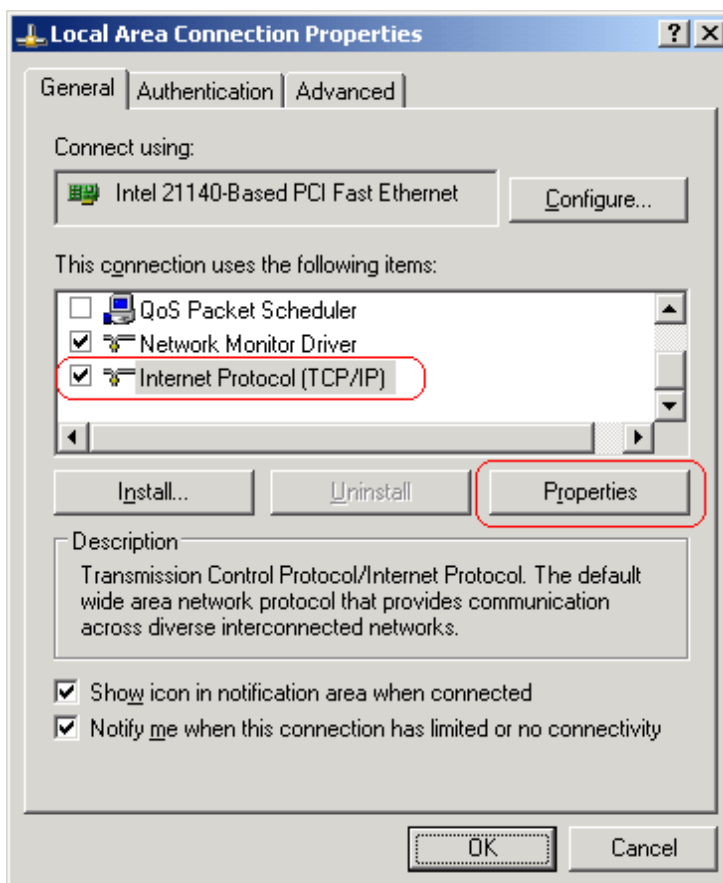 Local Area Connection Properties
General Authentication Advanced
Connect using:
Intel 21140-Based PCI Fast Ethernet
Configure...
This connection uses the following items:
QoS Packet Scheduler
Network Monitor Driver
Internet Protocol (TCP/IP)
Install... Uninstall Properties
Description
Transmission Control Protocol/Internet Protocol. The default
wide area network protocol that provides communication
across diverse interconnected networks.
Show icon in notification area when connected
Notify me when this connection has limited or no connectivity
OK Cancel